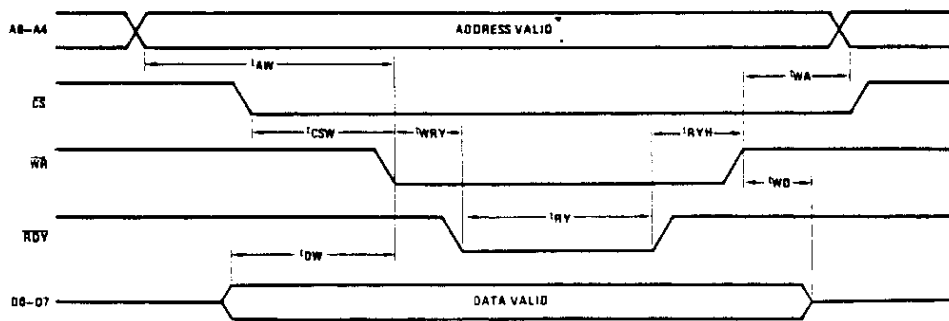 A0–A4 ADDRESS VALID
tAW tWA
CS
tCSW tWRY tRYH
WR
tWD
tRY
RDY
tDW
D0–D7 DATA VALID